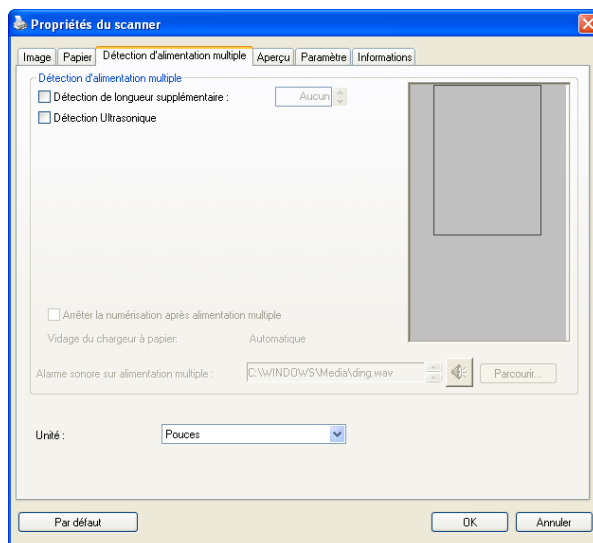 Propriétés du scanner
Image Papier Détection d'alimentation multiple Aperçu Paramètre Informations
Détection d'alimentation multiple
Détection de longueur supplémentaire : Aucun
Détection Ultrasonique
Arrêter la numérisation après alimentation multiple
Vidage du chargeur à papier: Automatique
Alarme sonore sur alimentation multiple : C:\WINDOWS\Media\ding.wav Parcourir...
Unité : Pouces
Par défaut OK Annuler